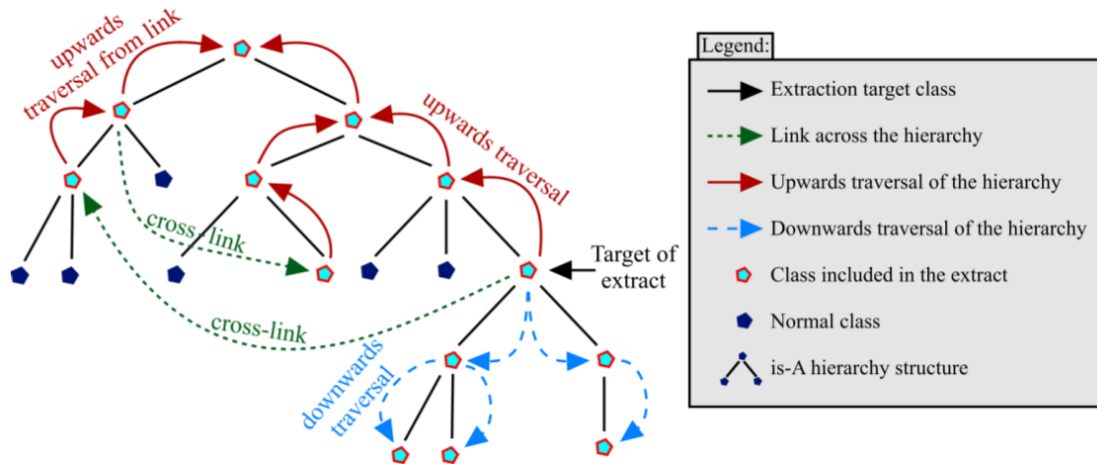 upwards
traversal from link
upwards traversal
cross-link
cross-link
Target of
extract
downwards
traversal
Legend:
Extraction target class
Link across the hierarchy
Upwards traversal of the hierarchy
Downwards traversal of the hierarchy
Class included in the extract
Normal class
is-A hierarchy structure